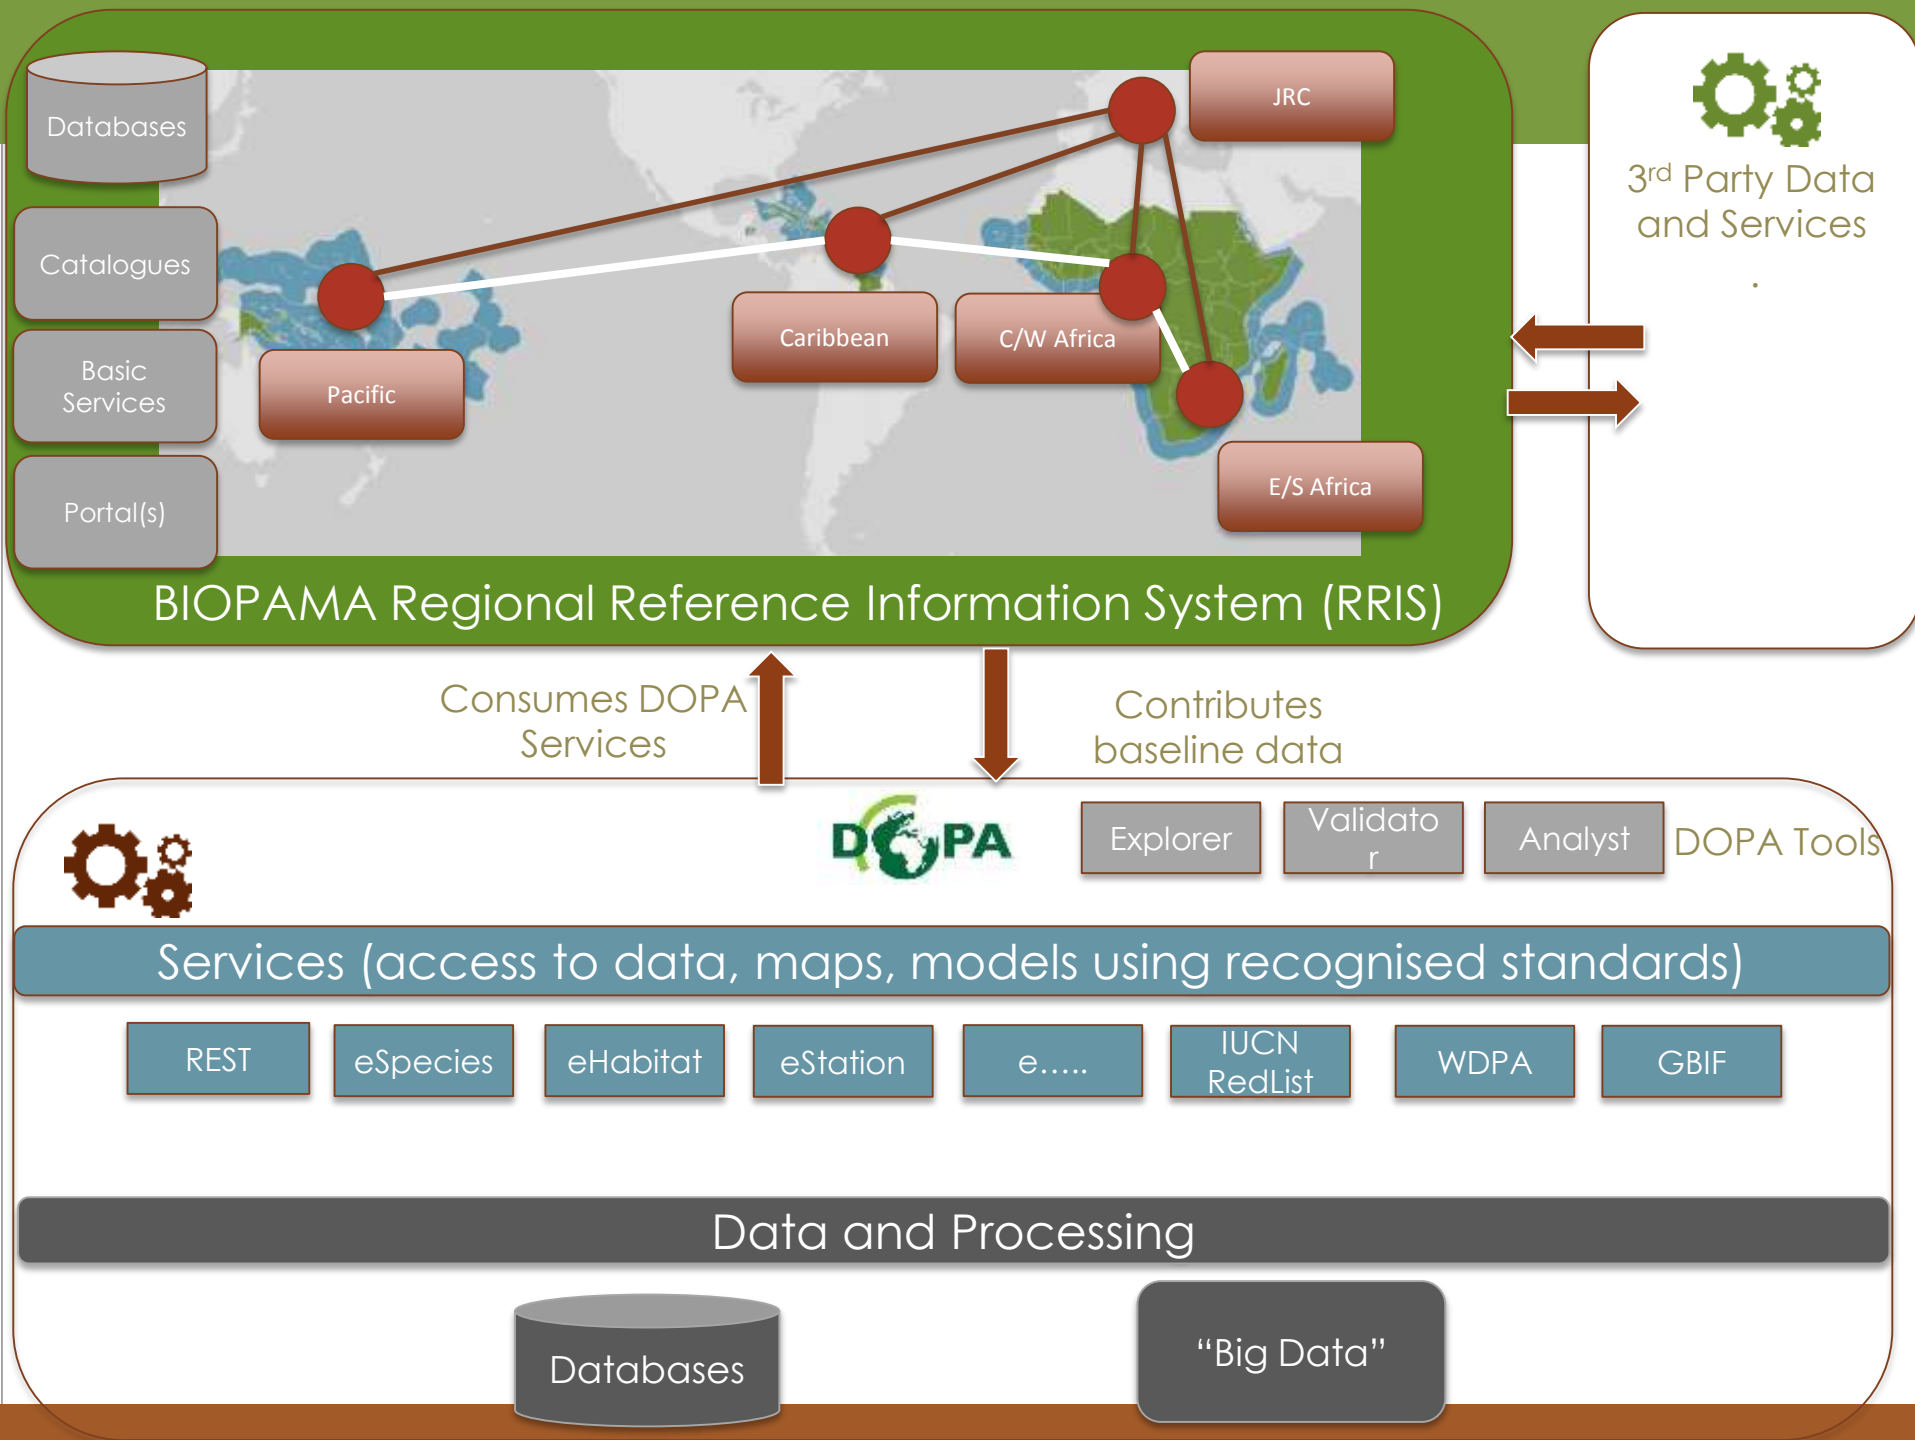 Databases
Catalogues
Basic
Services
Portal(s)
JRC
Pacific
Caribbean
C/W Africa
E/S Africa
BIOPAMA Regional Reference Information System (RRIS)
3rd Party Data
and Services
.
Consumes DOPA
Services
Contributes
baseline data
DOPA
Explorer
Validato
r
Analyst
DOPA Tools
Services (access to data, maps, models using recognised standards)
REST
eSpecies
eHabitat
eStation
e.....
IUCN
RedList
WDPA
GBIF
Data and Processing
Databases
“Big Data”